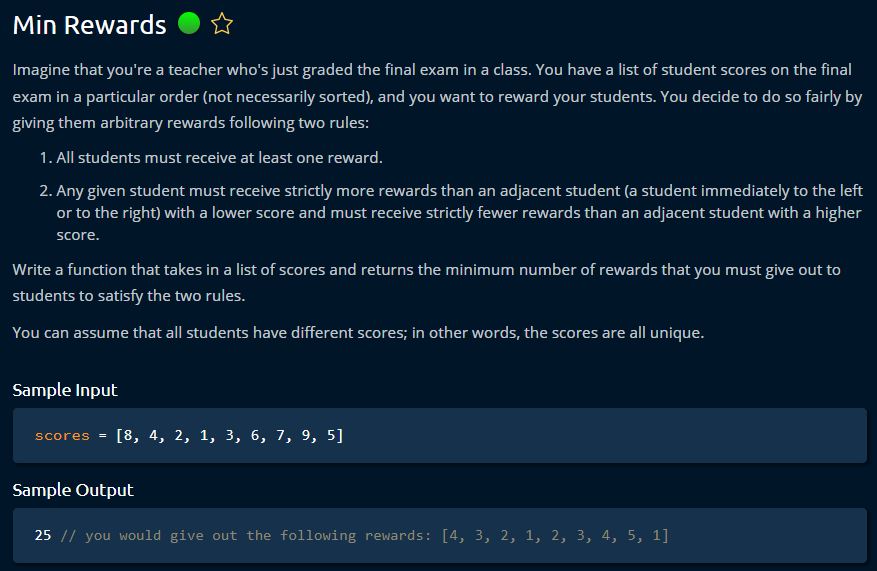 Min Rewards
Imagine that you're a teacher who's just graded the final exam in a class. You have a list of student scores on the final
exam in a particular order (not necessarily sorted), and you want to reward your students. You decide to do so fairly by
giving them arbitrary rewards following two rules:
1. All students must receive at least one reward.
2. Any given student must receive strictly more rewards than an adjacent student (a student immediately to the left
or to the right) with a lower score and must receive strictly fewer rewards than an adjacent student with a higher
score.
Write a function that takes in a list of scores and returns the minimum number of rewards that you must give out to
students to satisfy the two rules.
You can assume that all students have different scores; in other words, the scores are all unique.
Sample Input
scores = [8, 4, 2, 1, 3, 6, 7, 9, 5]
Sample Output
25 // you would give out the following rewards: [4, 3, 2, 1, 2, 3, 4, 5, 1]